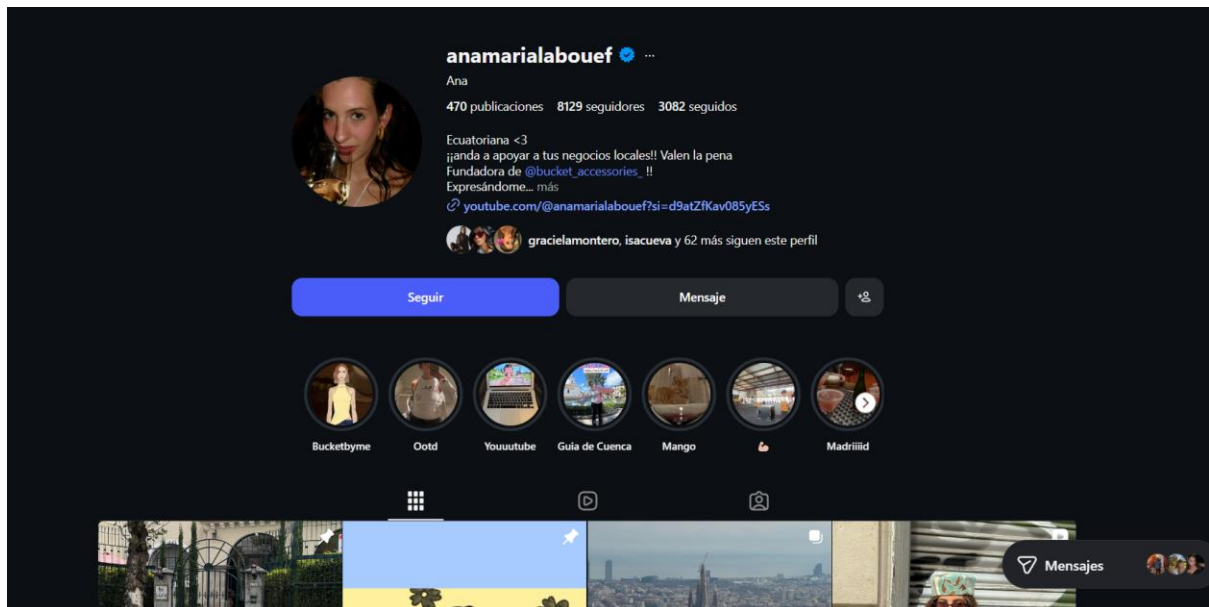 anamarialabouef
Ana
470 publicaciones 8129 seguidores 3082 seguidos
Ecuatoriana <3
¡¡anda a apoyar a tus negocios locales!! Valen la pena
Fundadora de @bucket_accessories_ !!
Expresándome... más
youtube.com/@anamarialabouef?si=d9atZfKav085yESs
gracielamontero, isacueva y 62 más siguen este perfil
Seguir Mensaje
Bucketbyme Ootd Youuutube Guia de Cuenca Mango 💪🏻 Madriiiid
Mensajes